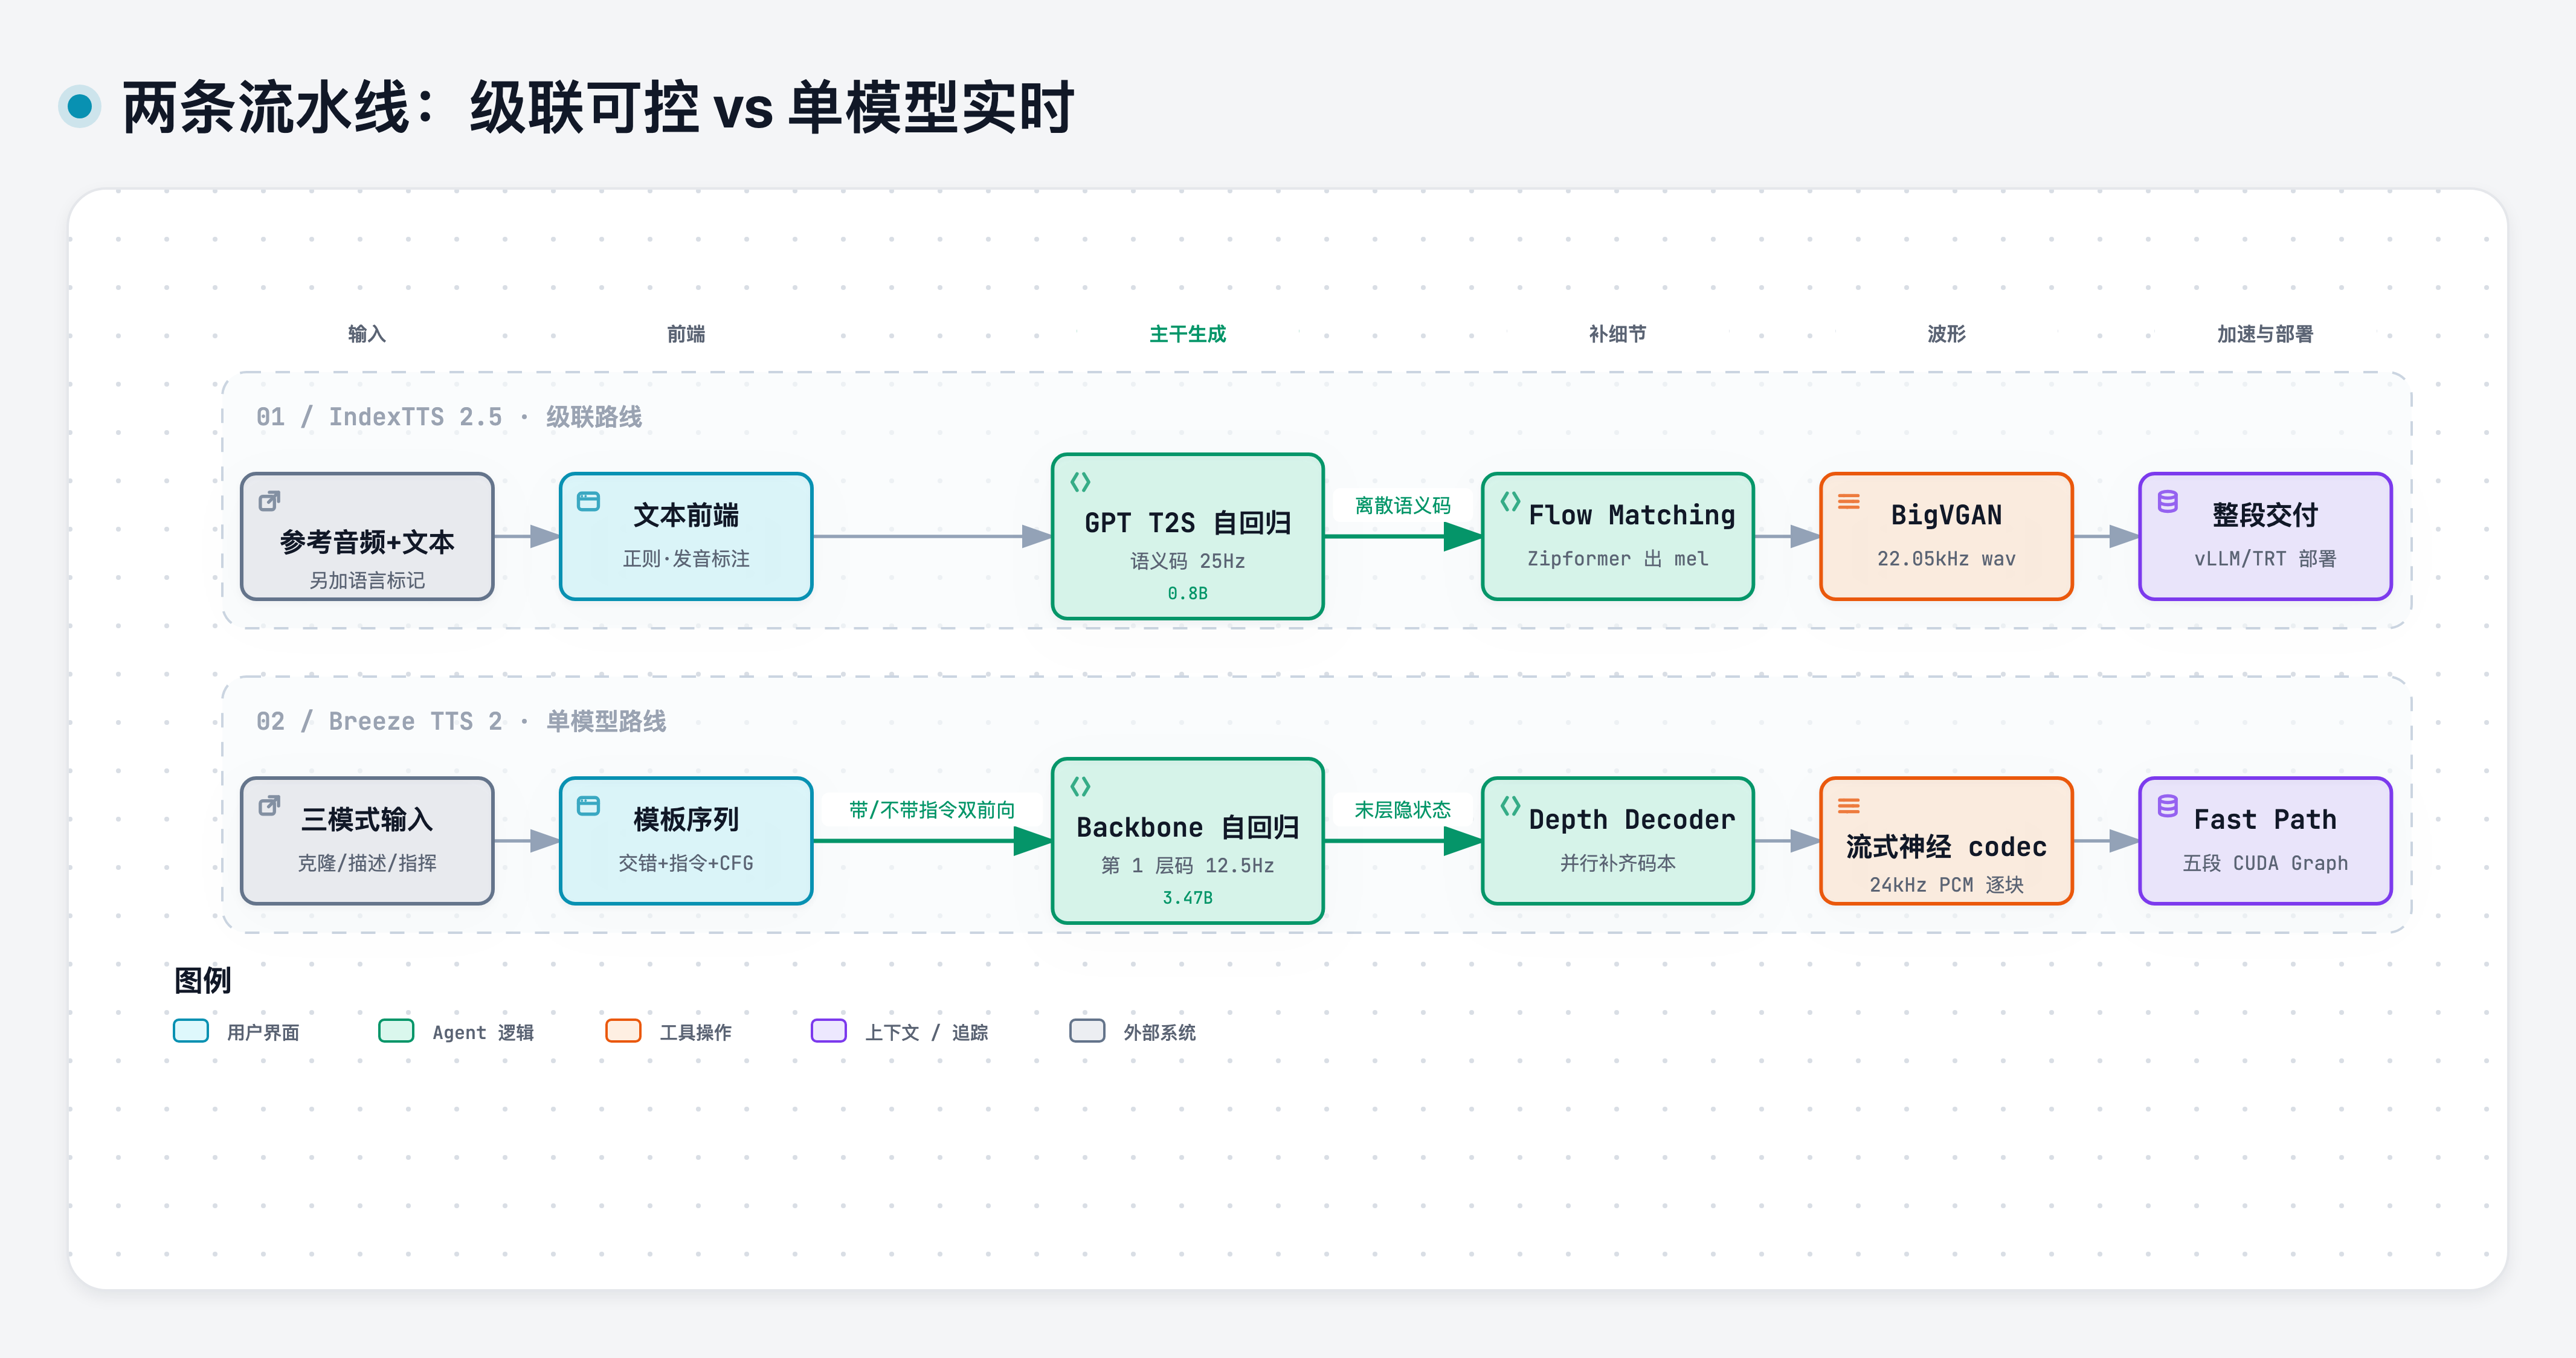 两条流水线：级联可控 vs 单模型实时
输入
前端
主干生成
补细节
波形
加速与部署
01 / IndexTTS 2.5 · 级联路线
参考音频+文本
另加语言标记
文本前端
正则·发音标注
GPT T2S 自回归
语义码 25Hz
0.8B
离散语义码
Flow Matching
Zipformer 出 mel
BigVGAN
22.05kHz wav
整段交付
vLLM/TRT 部署
02 / Breeze TTS 2 · 单模型路线
三模式输入
克隆/描述/指挥
模板序列
交错+指令+CFG
带/不带指令双前向
Backbone 自回归
第 1 层码 12.5Hz
3.47B
末层隐状态
Depth Decoder
并行补齐码本
流式神经 codec
24kHz PCM 逐块
Fast Path
五段 CUDA Graph
图例
用户界面
Agent 逻辑
工具操作
上下文 / 追踪
外部系统